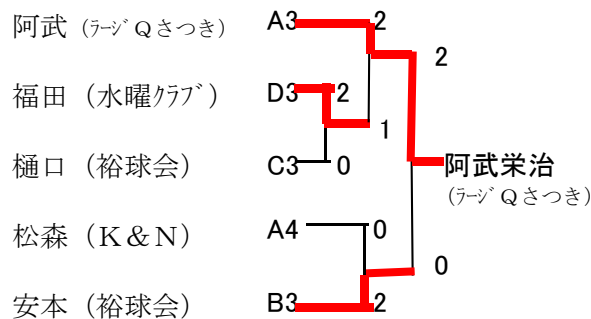 阿武（ﾗｰｼﾞＱさつき） A3 2
2
福田（水曜ｸﾗﾌﾞ） D3 2
1
樋口（裕球会） C3 0
阿武栄治
（ﾗｰｼﾞＱさつき）
松森（Ｋ＆Ｎ） A4 0
0
安本（裕球会） B3 2